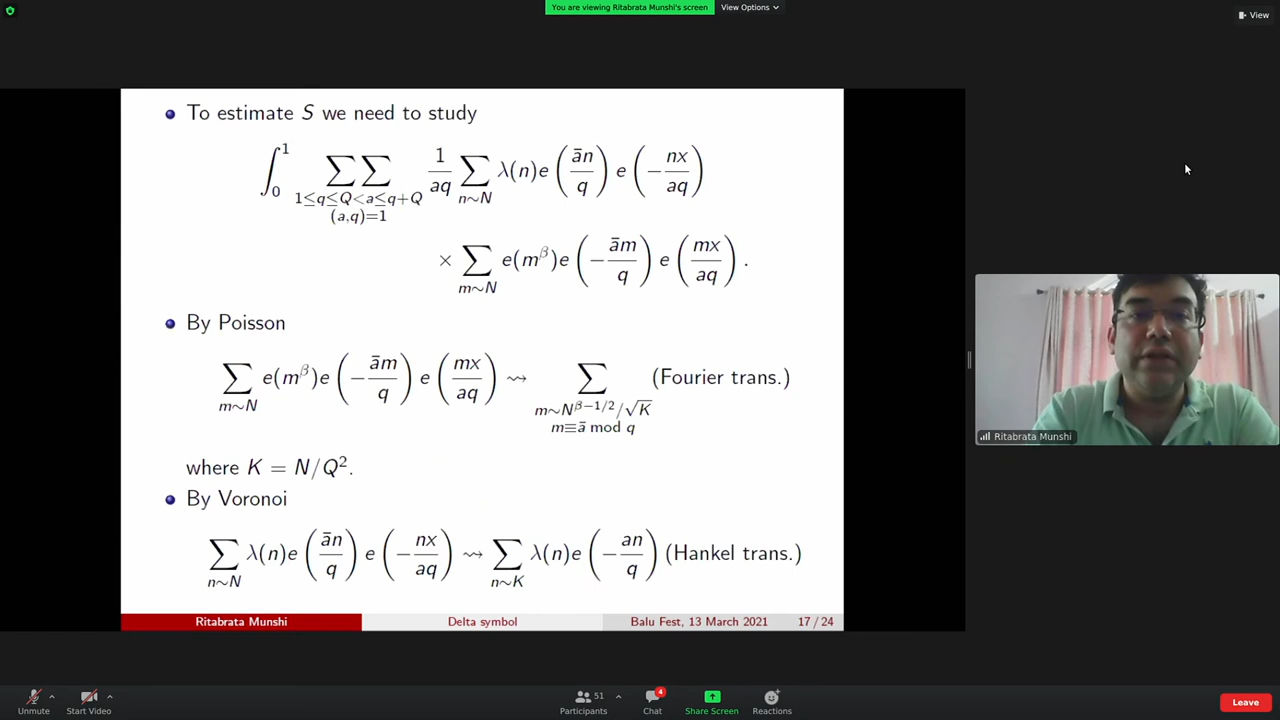 You are viewing Ritabrata Munshi's screen View Options
View
• To estimate S we need to study
∫₀¹ ∑∑_{1≤q≤Q<a≤q+Q, (a,q)=1} 1/aq ∑_{n∼N} λ(n)e(ān/q) e(−nx/aq)
× ∑_{m∼N} e(m^β)e(−ām/q) e(mx/aq).
• By Poisson
∑_{m∼N} e(m^β)e(−ām/q) e(mx/aq) ⇝ ∑_{m∼N^{β−1/2}/√K, m≡ā mod q} (Fourier trans.)
where K = N/Q².
• By Voronoi
∑_{n∼N} λ(n)e(ān/q) e(−nx/aq) ⇝ ∑_{n∼K} λ(n)e(−an/q) (Hankel trans.)
Ritabrata Munshi Delta symbol Balu Fest, 13 March 2021 17 / 24
Ritabrata Munshi
Unmute Start Video 51 Participants 4 Chat Share Screen Reactions Leave